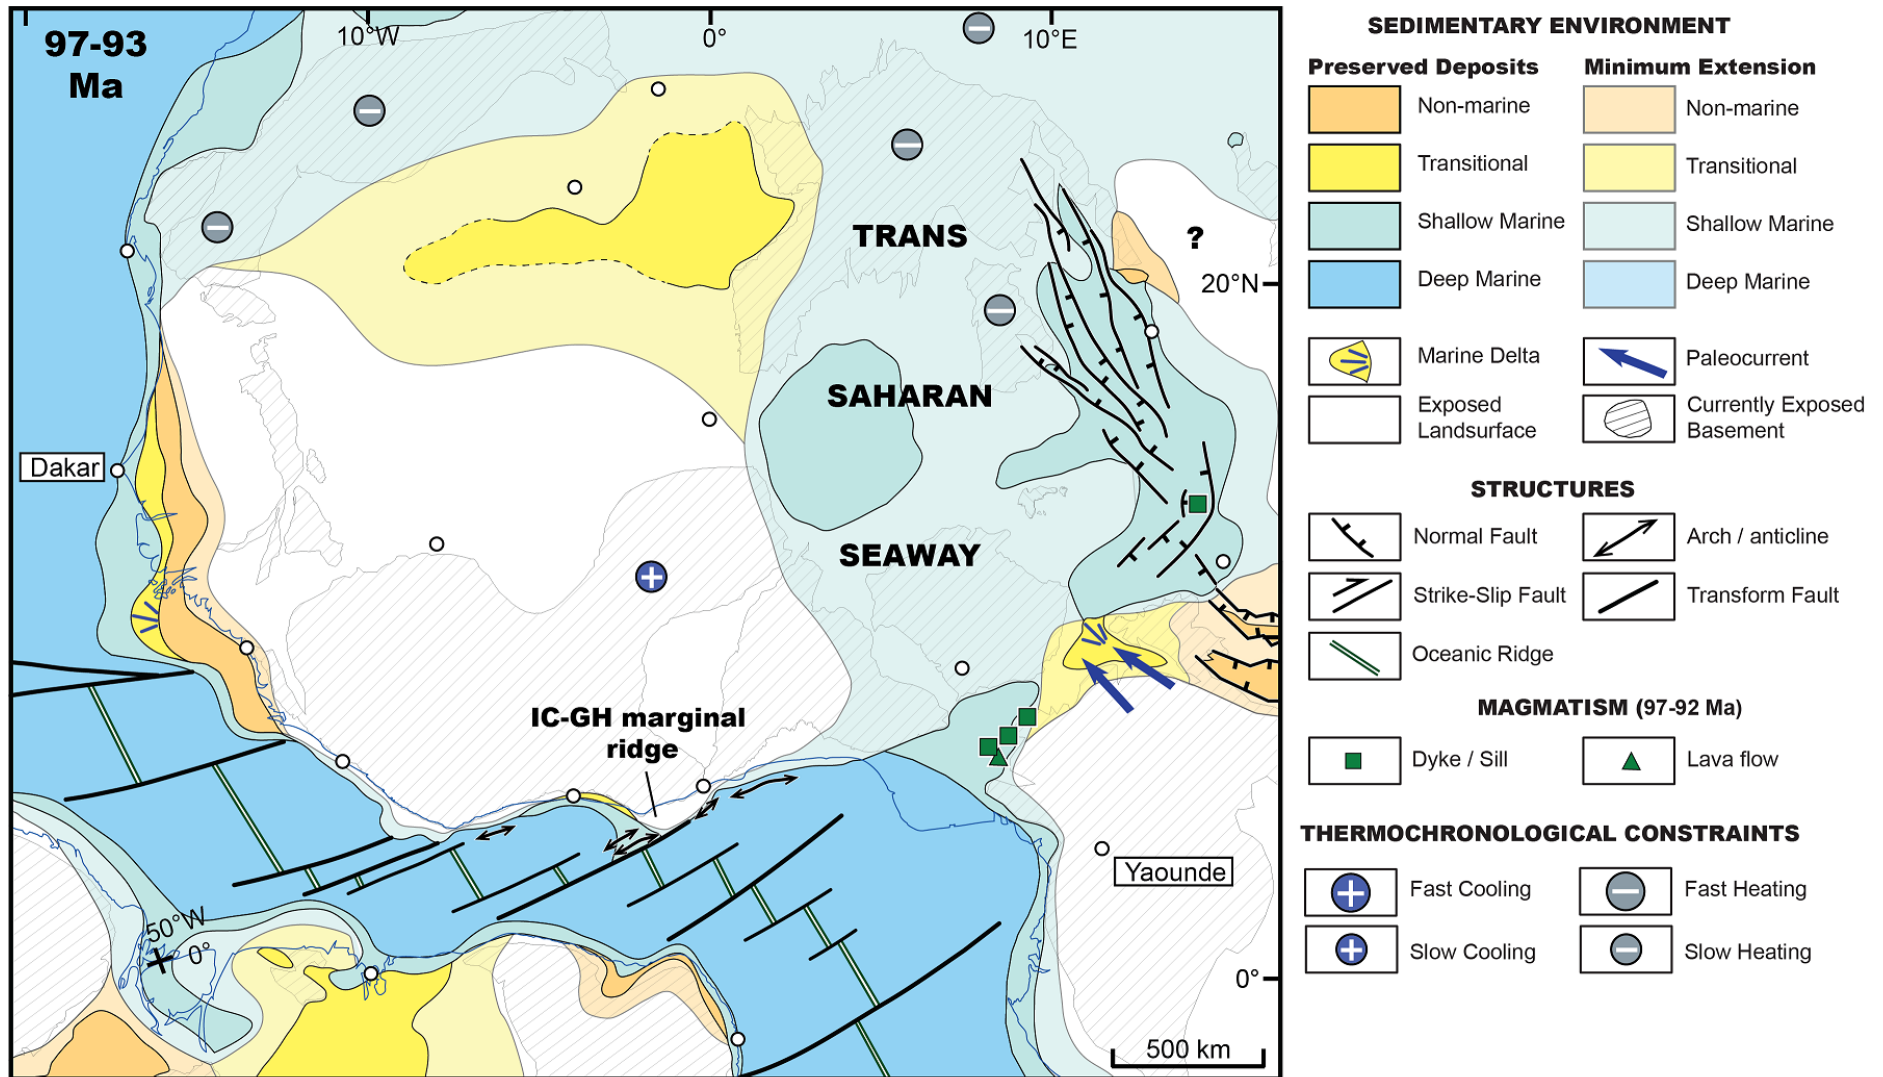 97-93
Ma
10°W
0°
10°E
TRANS
?
20°N
SAHARAN
Dakar
SEAWAY
IC-GH marginal
ridge
Yaounde
50°W
0°
0°
500 km
SEDIMENTARY ENVIRONMENT
Preserved Deposits
Minimum Extension
Non-marine
Non-marine
Transitional
Transitional
Shallow Marine
Shallow Marine
Deep Marine
Deep Marine
Marine Delta
Paleocurrent
Exposed
Landsurface
Currently Exposed
Basement
STRUCTURES
Normal Fault
Arch / anticline
Strike-Slip Fault
Transform Fault
Oceanic Ridge
MAGMATISM (97-92 Ma)
Dyke / Sill
Lava flow
THERMOCHRONOLOGICAL CONSTRAINTS
Fast Cooling
Fast Heating
Slow Cooling
Slow Heating